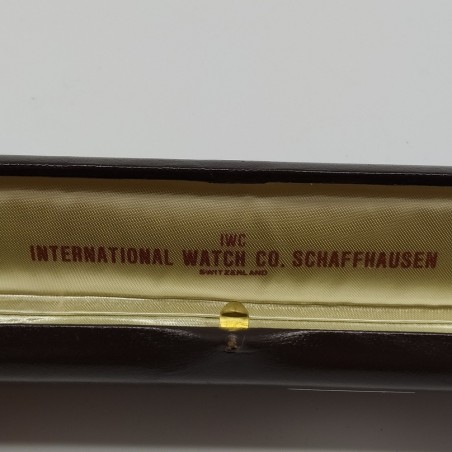 IWC
INTERNATIONAL WATCH CO. SCHAFFHAUSEN
SWITZERLAND